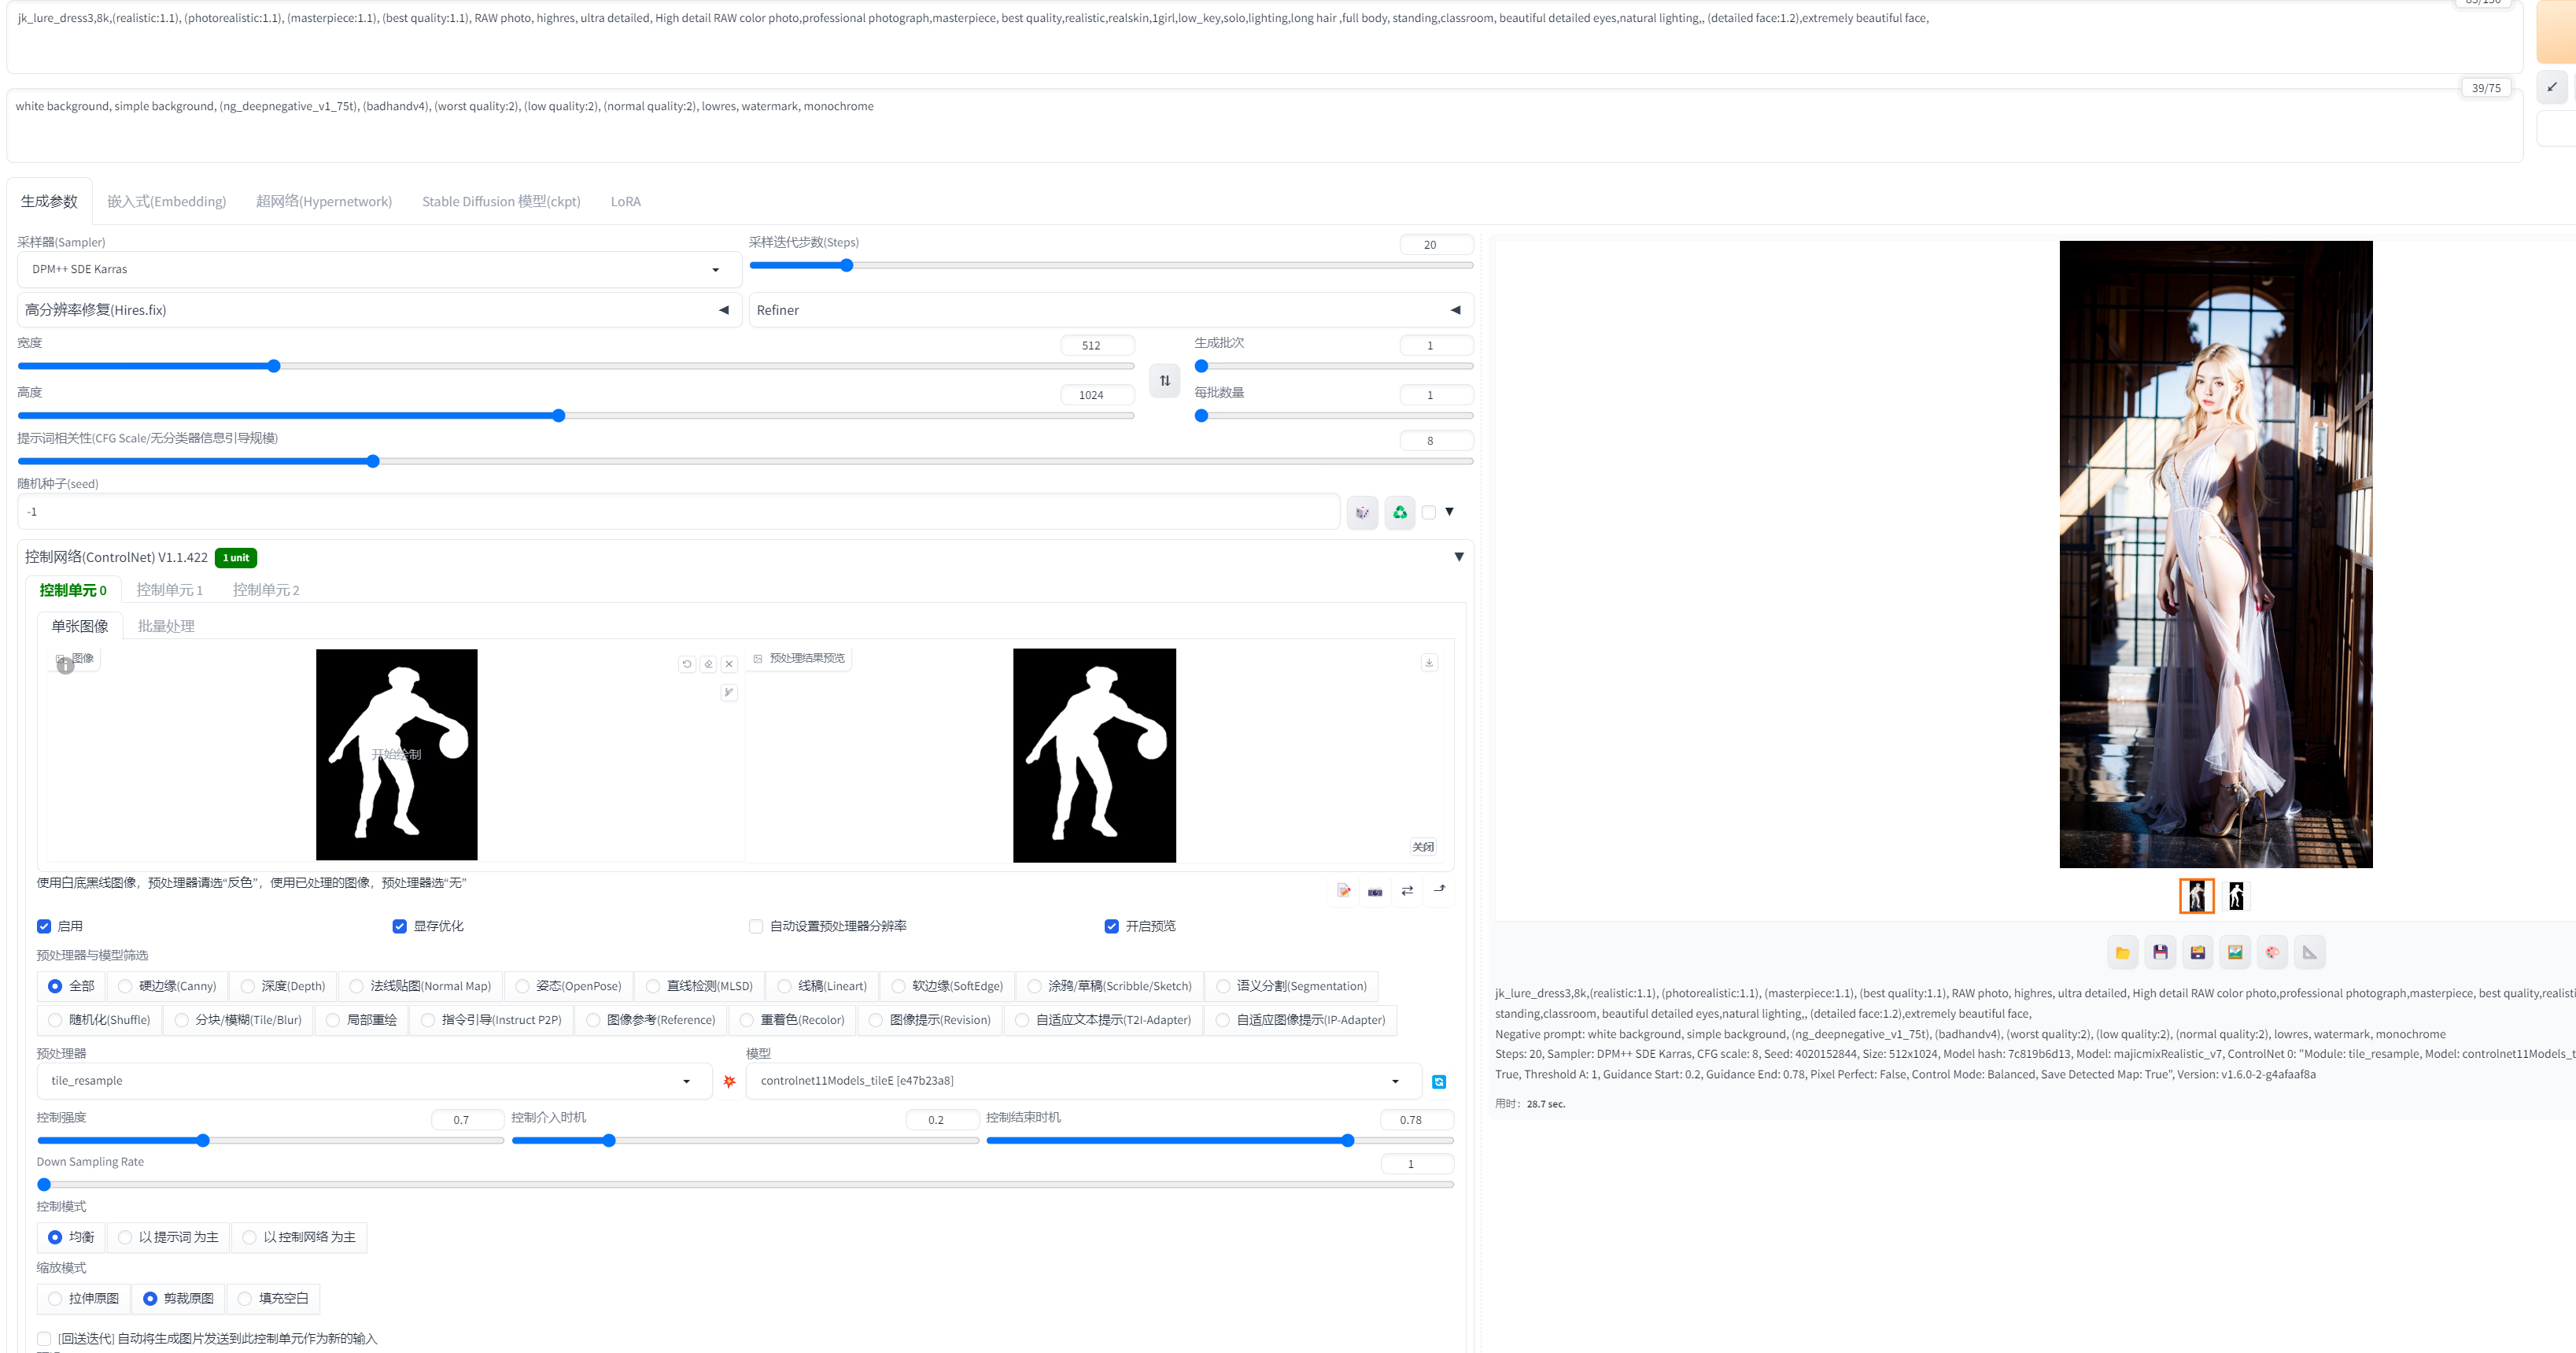 jk_lure_dress3,8k,(realistic:1.1), (photorealistic:1.1), (masterpiece:1.1), (best quality:1.1), RAW photo, highres, ultra detailed, High detail RAW color photo,professional photograph,masterpiece, best quality,realistic,realskin,1girl,low_key,solo,lighting,long hair ,full body, standing,classroom, beautiful detailed eyes,natural lighting,, (detailed face:1.2),extremely beautiful face,
39/75
white background, simple background, (ng_deepnegative_v1_75t), (badhandv4), (worst quality:2), (low quality:2), (normal quality:2), lowres, watermark, monochrome
生成参数 嵌入式(Embedding) 超网络(Hypernetwork) Stable Diffusion 模型(ckpt) LoRA
采样器(Sampler) 采样迭代步数(Steps) 20
DPM++ SDE Karras
高分辨率修复(Hires.fix) Refiner
宽度 512 生成批次 1
高度 1024 每批数量 1
提示词相关性(CFG Scale/无分类器信息引导规模) 8
随机种子(seed)
-1
控制网络(ControlNet) V1.1.422 1 unit
控制单元 0 控制单元 1 控制单元 2
单张图像 批量处理
图像 预处理结果预览
开始绘制
关闭
使用白底黑线图像，预处理器请选“反色”，使用已处理的图像，预处理器选“无”
启用 显存优化 自动设置预处理器分辨率 开启预览
预处理器与模型筛选
全部 硬边缘(Canny) 深度(Depth) 法线贴图(Normal Map) 姿态(OpenPose) 直线检测(MLSD) 线稿(Lineart) 软边缘(SoftEdge) 涂鸦/草稿(Scribble/Sketch) 语义分割(Segmentation)
随机化(Shuffle) 分块/模糊(Tile/Blur) 局部重绘 指令引导(Instruct P2P) 图像参考(Reference) 重着色(Recolor) 图像提示(Revision) 自适应文本提示(T2I-Adapter) 自适应图像提示(IP-Adapter)
预处理器 模型
tile_resample controlnet11Models_tileE [e47b23a8]
控制强度 0.7 控制介入时机 0.2 控制结束时机 0.78
Down Sampling Rate 1
控制模式
均衡 以 提示词 为主 以 控制网络 为主
缩放模式
拉伸原图 剪裁原图 填充空白
[回送迭代] 自动将生成图片发送到此控制单元作为新的输入
jk_lure_dress3,8k,(realistic:1.1), (photorealistic:1.1), (masterpiece:1.1), (best quality:1.1), RAW photo, highres, ultra detailed, High detail RAW color photo,professional photograph,masterpiece, best quality,realisti
standing,classroom, beautiful detailed eyes,natural lighting,, (detailed face:1.2),extremely beautiful face,
Negative prompt: white background, simple background, (ng_deepnegative_v1_75t), (badhandv4), (worst quality:2), (low quality:2), (normal quality:2), lowres, watermark, monochrome
Steps: 20, Sampler: DPM++ SDE Karras, CFG scale: 8, Seed: 4020152844, Size: 512x1024, Model hash: 7c819b6d13, Model: majicmixRealistic_v7, ControlNet 0: "Module: tile_resample, Model: controlnet11Models_t
True, Threshold A: 1, Guidance Start: 0.2, Guidance End: 0.78, Pixel Perfect: False, Control Mode: Balanced, Save Detected Map: True", Version: v1.6.0-2-g4afaaf8a
用时： 28.7 sec.